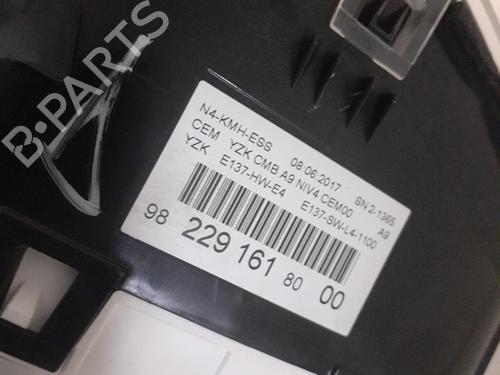 B-PARTS
N4-KMH-ESS 08:06:2017 SN 2-1365
CEM YZK CMB A9 NIV4 CEM00 A9
YZK E137-HW-E4 E137-SW-L4-1100
98 229 161 80 00